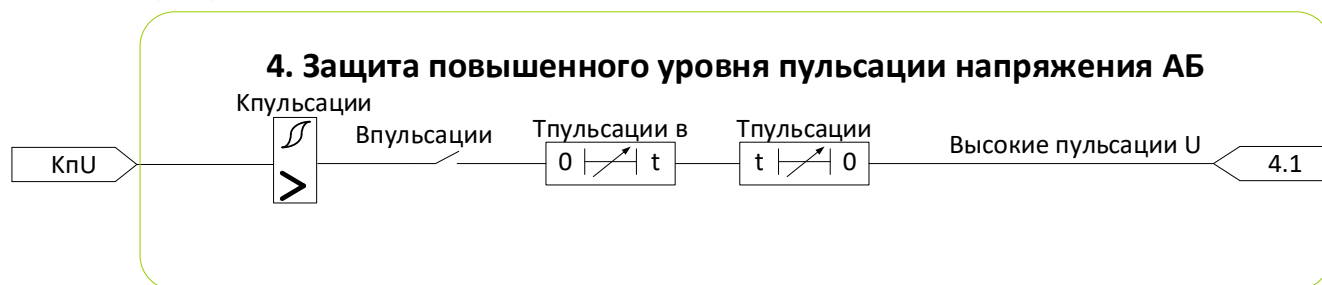 4. Защита повышенного уровня пульсации напряжения АБ
Кпульсации
Впульсации
Тпульсации в
Тпульсации
Высокие пульсации U
КпU
>
0 t
t 0
4.1